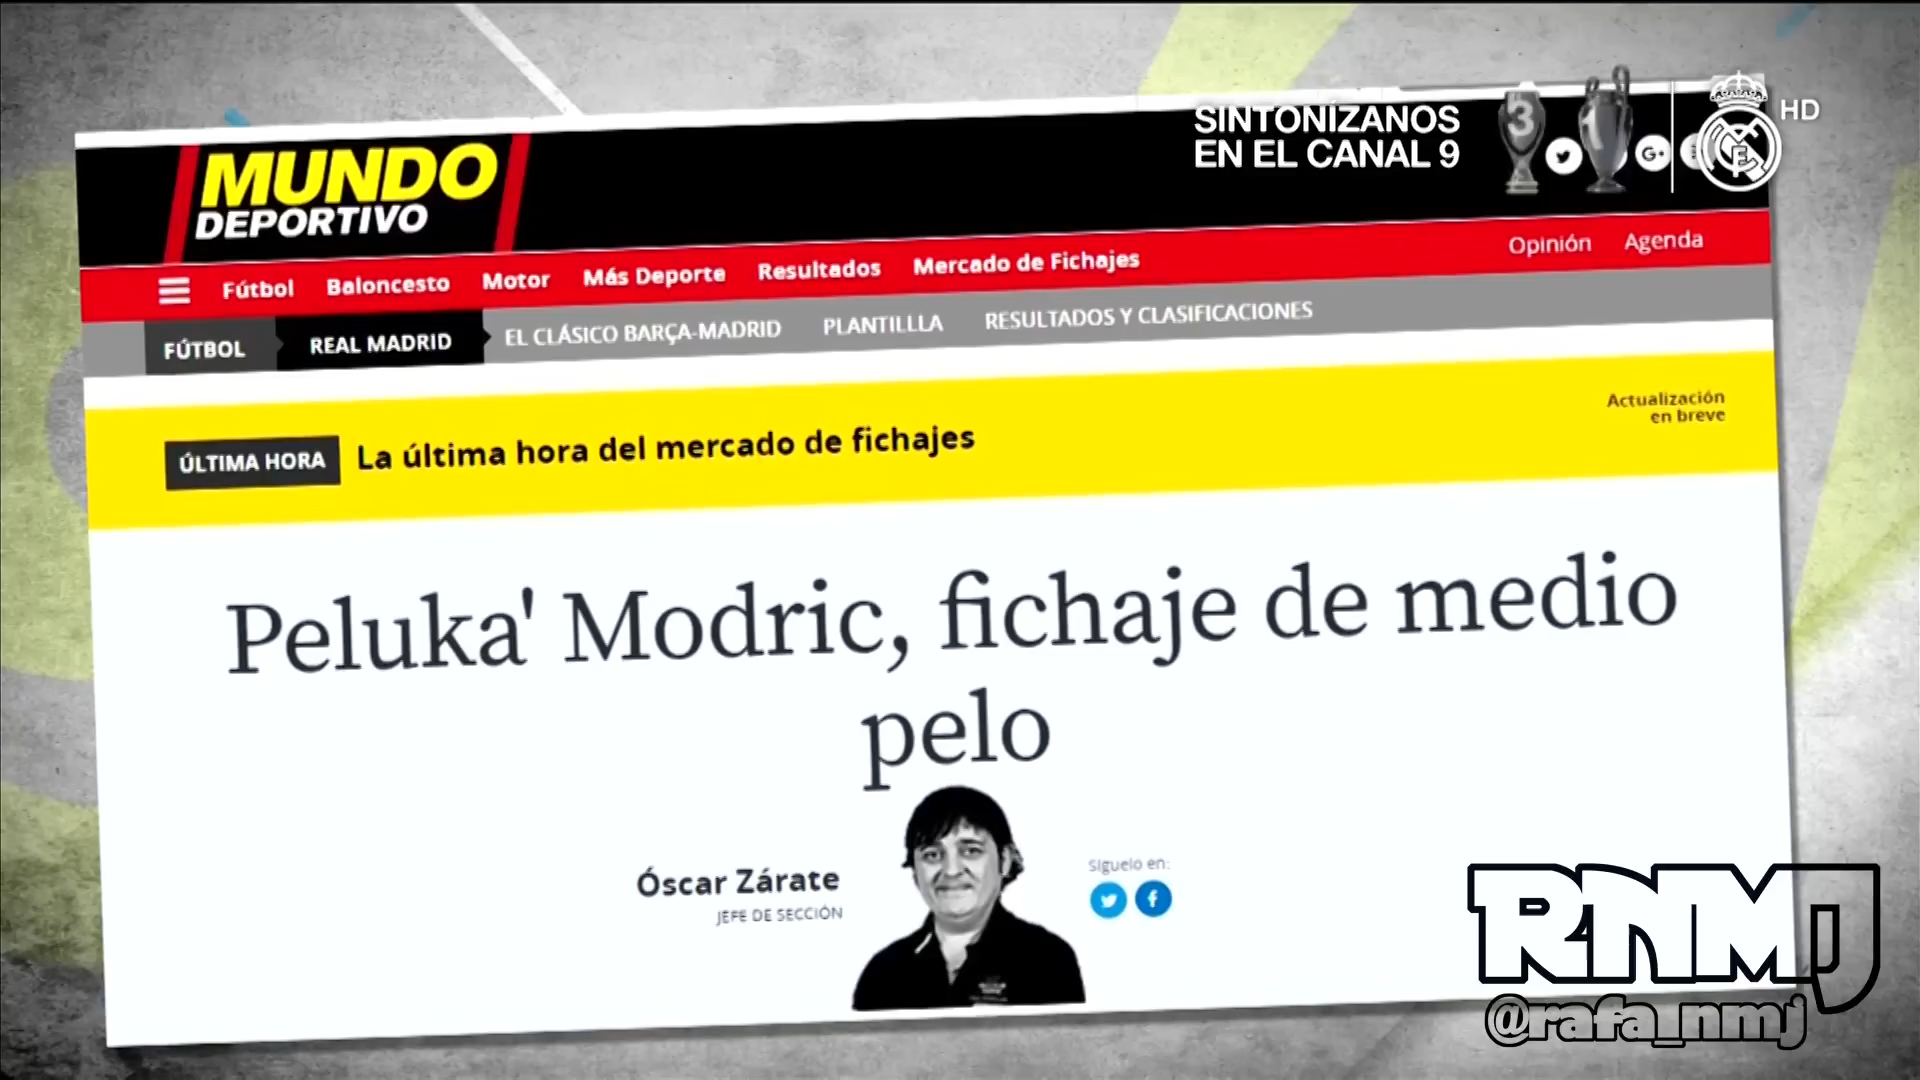 SINTONÍZANOS
EN EL CANAL 9
3
1
HD
G+
MUNDO
DEPORTIVO
Fútbol Baloncesto Motor Más Deporte Resultados Mercado de Fichajes Opinión Agenda
FÚTBOL REAL MADRID EL CLÁSICO BARÇA-MADRID PLANTILLLA RESULTADOS Y CLASIFICACIONES
ÚLTIMA HORA La última hora del mercado de fichajes
Actualización
en breve
Peluka' Modric, fichaje de medio
pelo
Óscar Zárate
JEFE DE SECCIÓN
Síguelo en:
RNMJ
@rafa_nmj